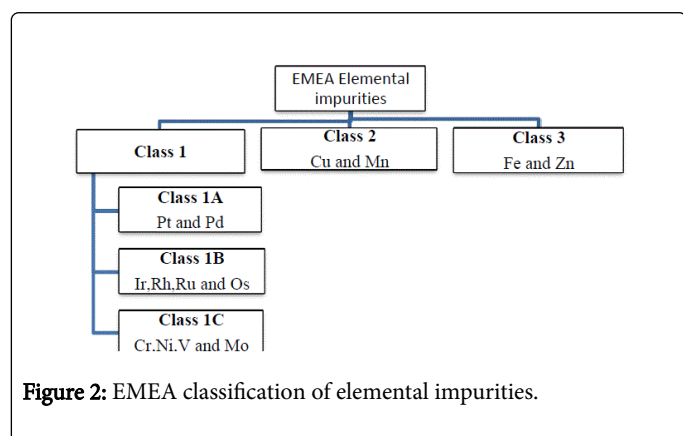 EMEA Elemental
impurities
Class 1
Class 2
Cu and Mn
Class 3
Fe and Zn
Class 1A
Pt and Pd
Class 1B
Ir,Rh,Ru and Os
Class 1C
Cr,Ni,V and Mo
Figure 2: EMEA classification of elemental impurities.